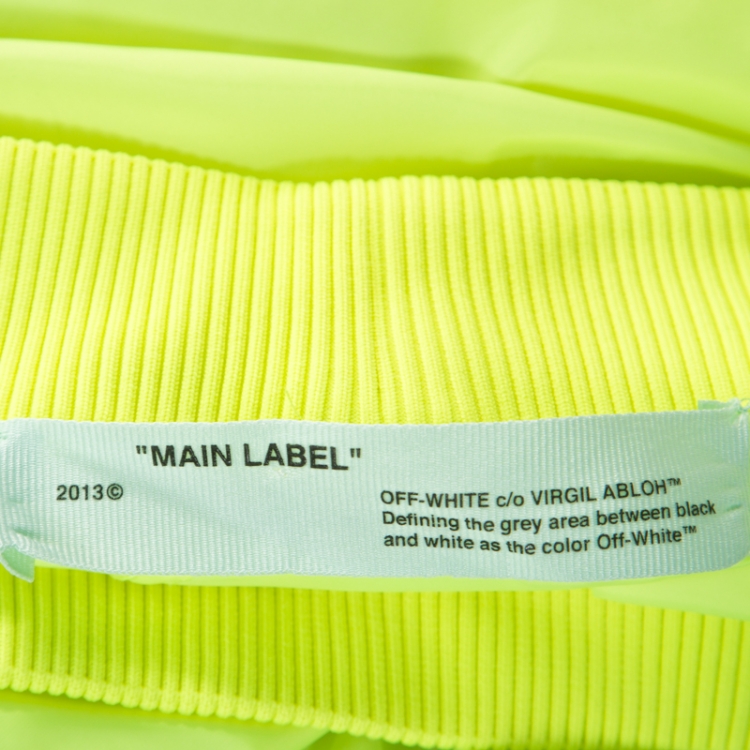 "MAIN LABEL"
2013©
OFF-WHITE c/o VIRGIL ABLOH™
Defining the grey area between black
and white as the color Off-White™